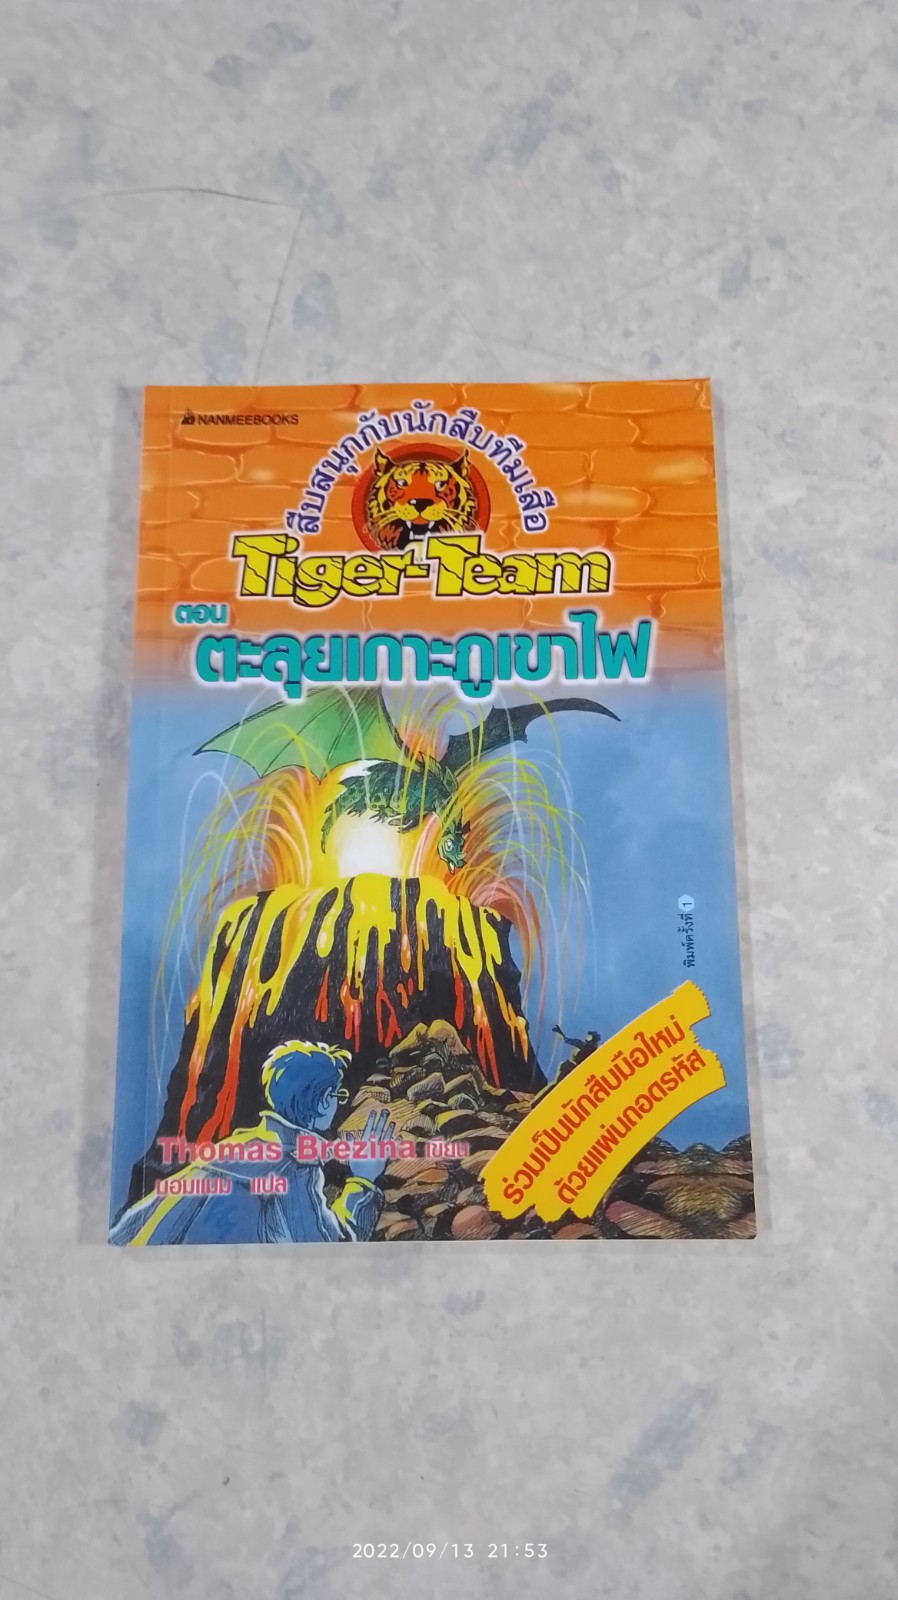 NANMEEBOOKS
สืบสนุกกับนักสืบทีมเสือ
Tiger-Team
ตอน
ตะลุยเกาะภูเขาไฟ
พิมพ์ครั้งที่ 1
ร่วมเป็นนักสืบมือใหม่
ด้วยแผ่นถอดรหัส
Thomas Brezina เขียน
มอมแมม แปล
2022/09/13 21:53